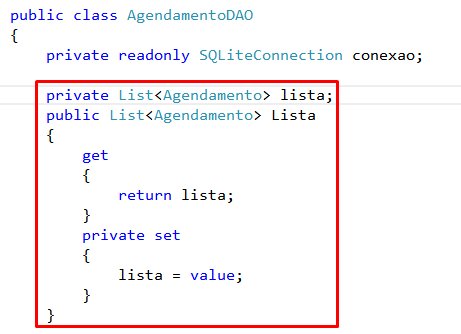 public class AgendamentoDAO
{
    private readonly SQLiteConnection conexao;
    private List<Agendamento> lista;
    public List<Agendamento> Lista
    {
        get
        {
            return lista;
        }
        private set
        {
            lista = value;
        }
    }